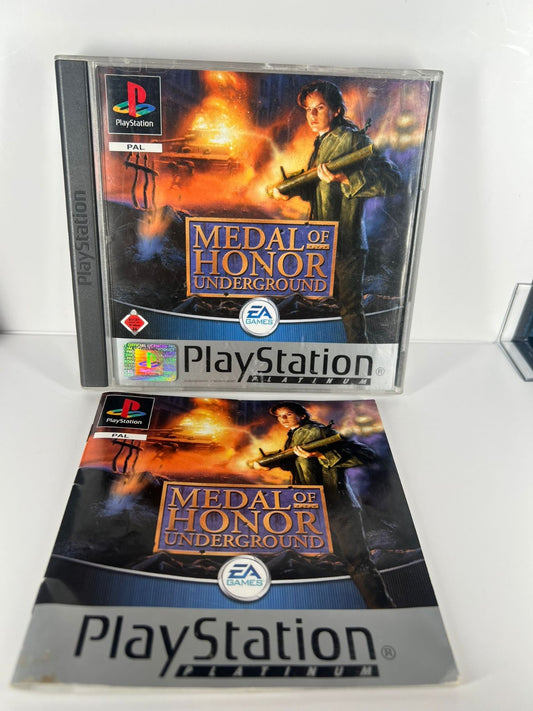 PlayStation
PlayStation
PAL
MEDAL OF
HONOR
UNDERGROUND
EA
GAMES
PlayStation®
PLATINUM
PlayStation
PAL
MEDAL OF
HONOR
UNDERGROUND
EA
GAMES
PlayStation®
PLATINUM